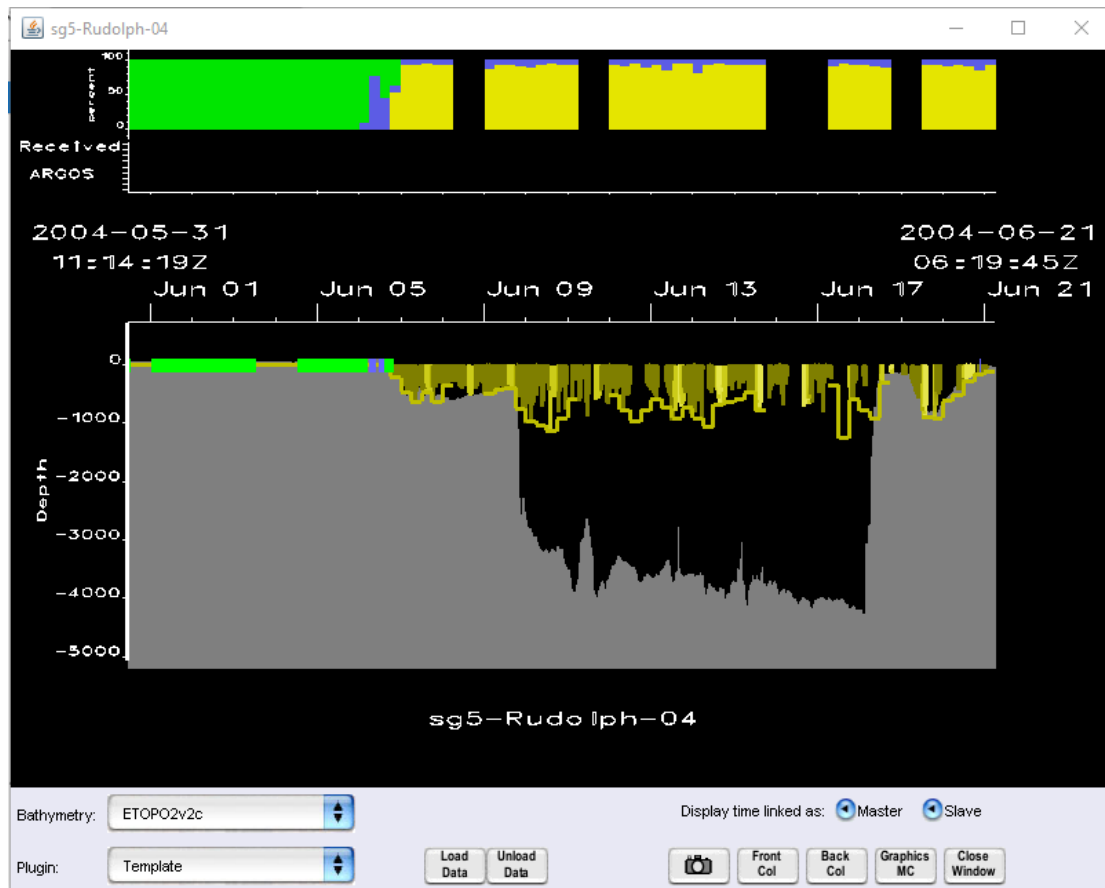 sg5-Rudolph-04
100
50
0
percent
Received
ARGOS
2004-05-31 2004-06-21
11:14:19Z 06:19:45Z
Jun 01 Jun 05 Jun 09 Jun 13 Jun 17 Jun 21
0
-1000
-2000
-3000
-4000
-5000
Depth
sg5-Rudolph-04
Bathymetry: ETOPO2v2c Display time linked as: Master Slave
Plugin: Template Load Data Unload Data Front Col Back Col Graphics MC Close Window